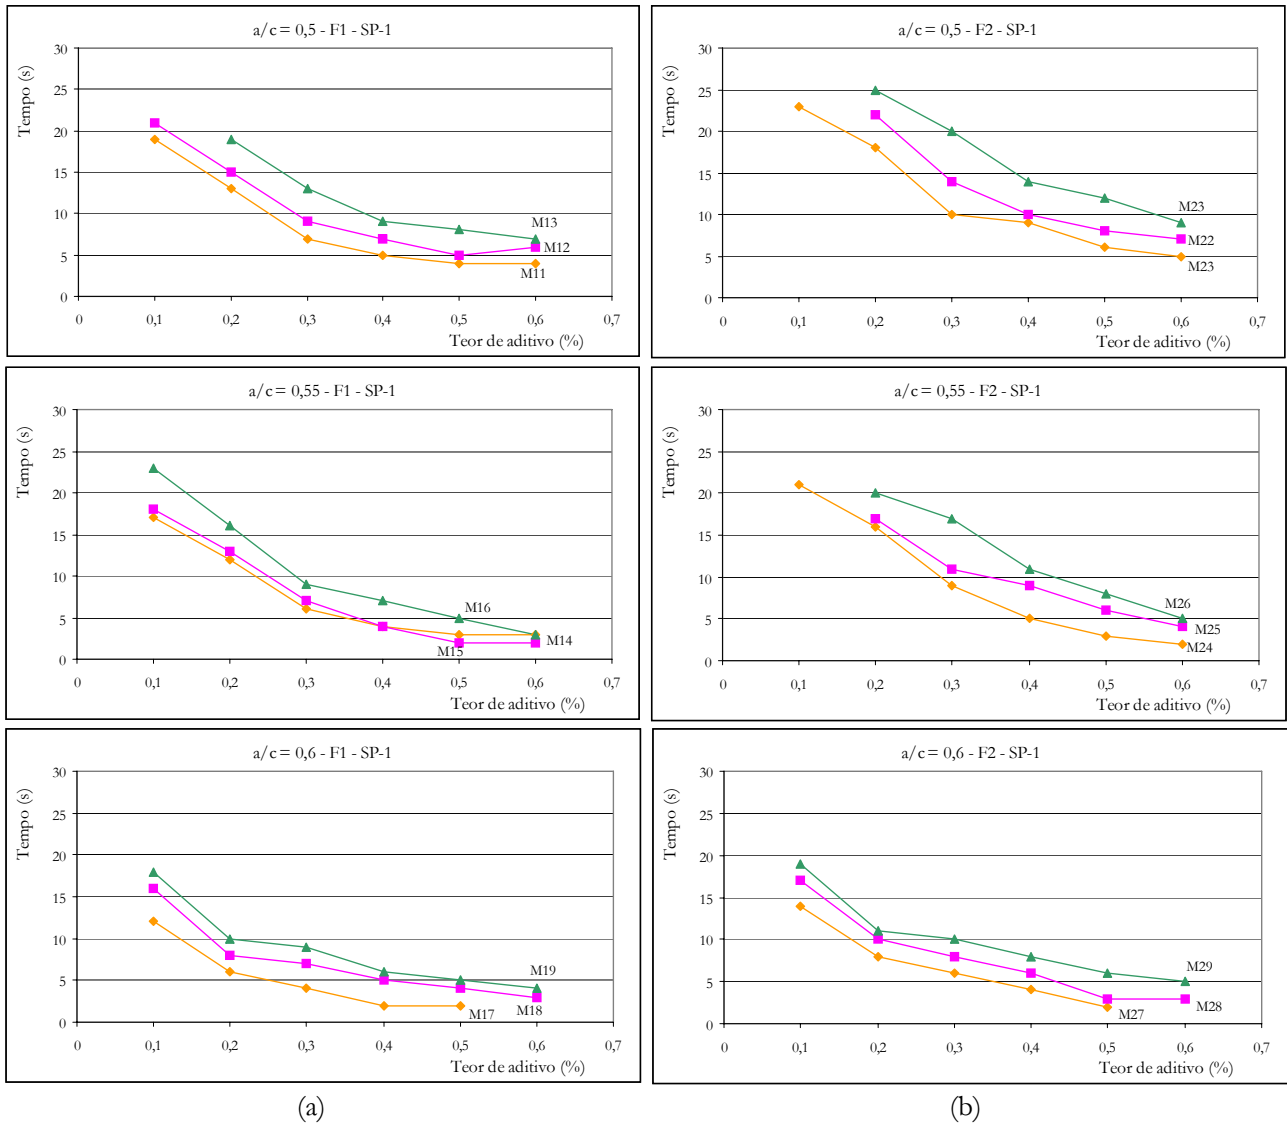 a/c = 0,5 - F1 - SP-1
Tempo (s)
30
25
20
15
10
5
0
M13
M12
M11
0 0,1 0,2 0,3 0,4 0,5 0,6 0,7
Teor de aditivo (%)
a/c = 0,5 - F2 - SP-1
Tempo (s)
30
25
20
15
10
5
0
M23
M22
M23
0 0,1 0,2 0,3 0,4 0,5 0,6 0,7
Teor de aditivo (%)
a/c = 0,55 - F1 - SP-1
Tempo (s)
30
25
20
15
10
5
0
M16
M14
M15
0 0,1 0,2 0,3 0,4 0,5 0,6 0,7
Teor de aditivo (%)
a/c = 0,55 - F2 - SP-1
Tempo (s)
30
25
20
15
10
5
0
M26
M25
M24
0 0,1 0,2 0,3 0,4 0,5 0,6 0,7
Teor de aditivo (%)
a/c = 0,6 - F1 - SP-1
Tempo (s)
30
25
20
15
10
5
0
M19
M17 M18
0 0,1 0,2 0,3 0,4 0,5 0,6 0,7
Teor de aditivo (%)
a/c = 0,6 - F2 - SP-1
Tempo (s)
30
25
20
15
10
5
0
M29
M27 M28
0 0,1 0,2 0,3 0,4 0,5 0,6 0,7
Teor de aditivo (%)
(a) (b)